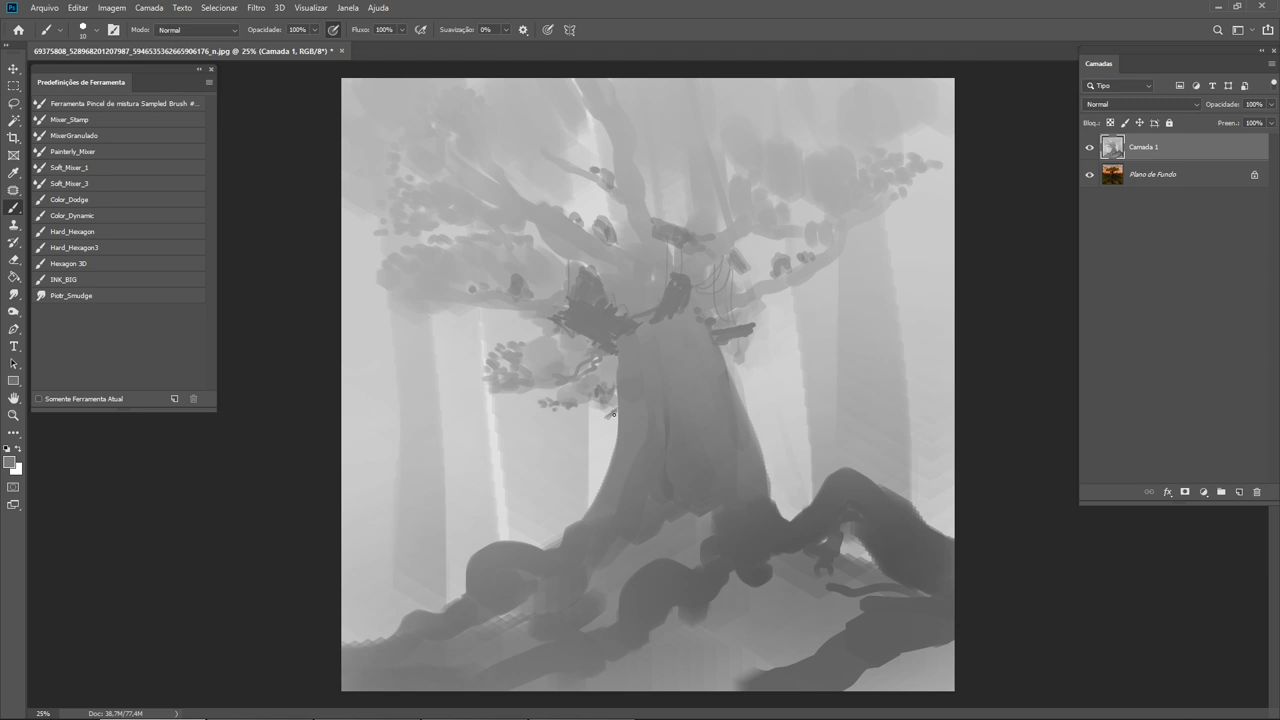 Ps Arquivo Editar Imagem Camada Texto Selecionar Filtro 3D Visualizar Janela Ajuda
10 Modo: Normal Opacidade: 100% Fluxo: 100% Suavização: 0%
69375808_528968201207987_5946535362665906176_n.jpg @ 25% (Camada 1, RGB/8*) *
Predefinições de Ferramenta
Ferramenta Pincel de mistura Sampled Brush #...
Mixer_Stamp
MixerGranulado
Painterly_Mixer
Soft_Mixer_1
Soft_Mixer_3
Color_Dodge
Color_Dynamic
Hard_Hexagon
Hard_Hexagon3
Hexagon 3D
INK_BIG
Piotr_Smudge
Somente Ferramenta Atual
Camadas
Tipo
Normal Opacidade: 100%
Bloq.: Preen.: 100%
Camada 1
Plano de Fundo
fx
25% Doc: 38,7M/77,4M